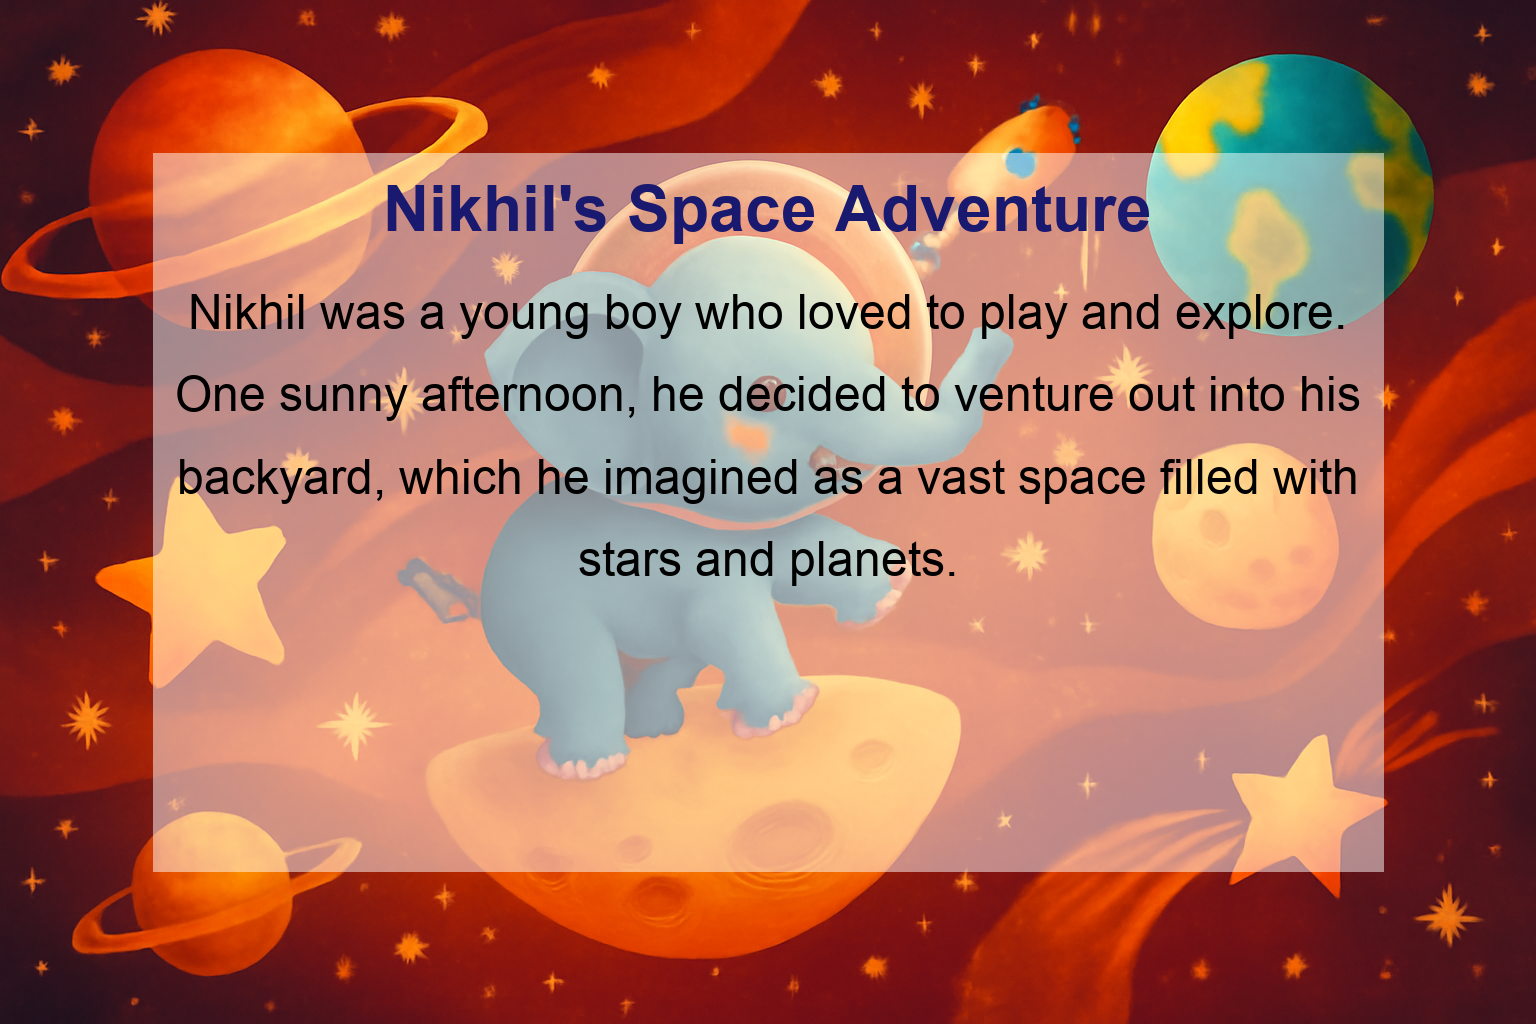 Nikhil's Space Adventure
Nikhil was a young boy who loved to play and explore.
One sunny afternoon, he decided to venture out into his
backyard, which he imagined as a vast space filled with
stars and planets.